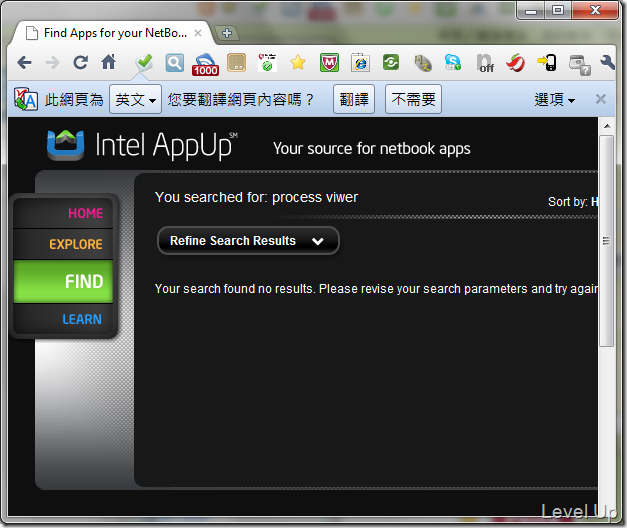 Find Apps for your NetBo...
1000
n
off
此網頁為 英文 您要翻譯網頁內容嗎？ 翻譯 不需要 選項
Intel AppUp℠ Your source for netbook apps
You searched for: process viwer
Sort by: H
HOME
EXPLORE
FIND
LEARN
Refine Search Results
Your search found no results. Please revise your search parameters and try again
Level Up